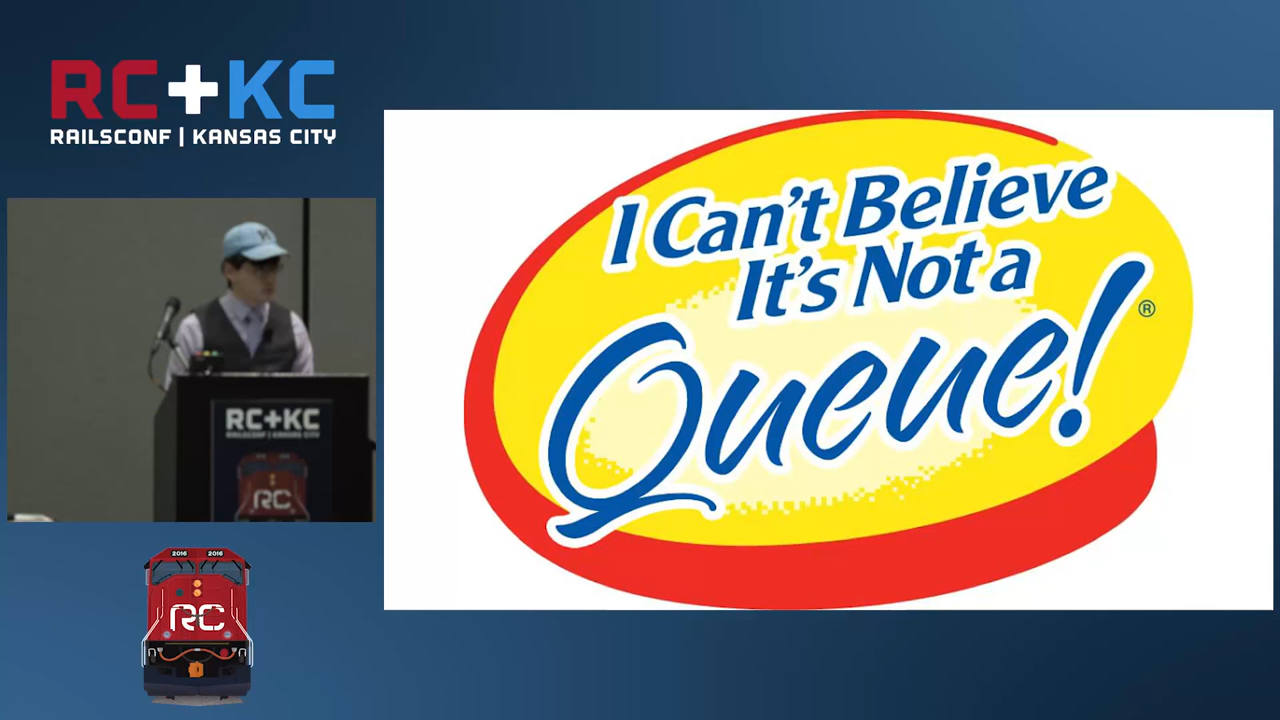 RC+KC
RAILSCONF | KANSAS CITY
I Can't Believe
It's Not a
Queue!
®
RC+KC
RAILSCONF | KANSAS CITY
RC
2016 2016
RC